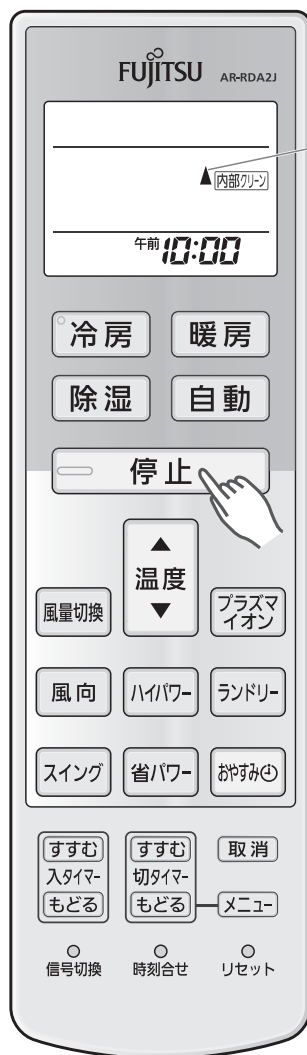 FUJITSU AR-RDA2J
▲ 内部クリーン
午前 10:00
冷房 暖房
除湿 自動
停止
▲
温度
▼
風量切換 プラズマイオン
風向 ハイパワー ランドリー
スイング 省パワー おやすみ
すすむ すすむ 取消
入タイマー 切タイマー
もどる もどる メニュー
信号切換 時刻合せ リセット